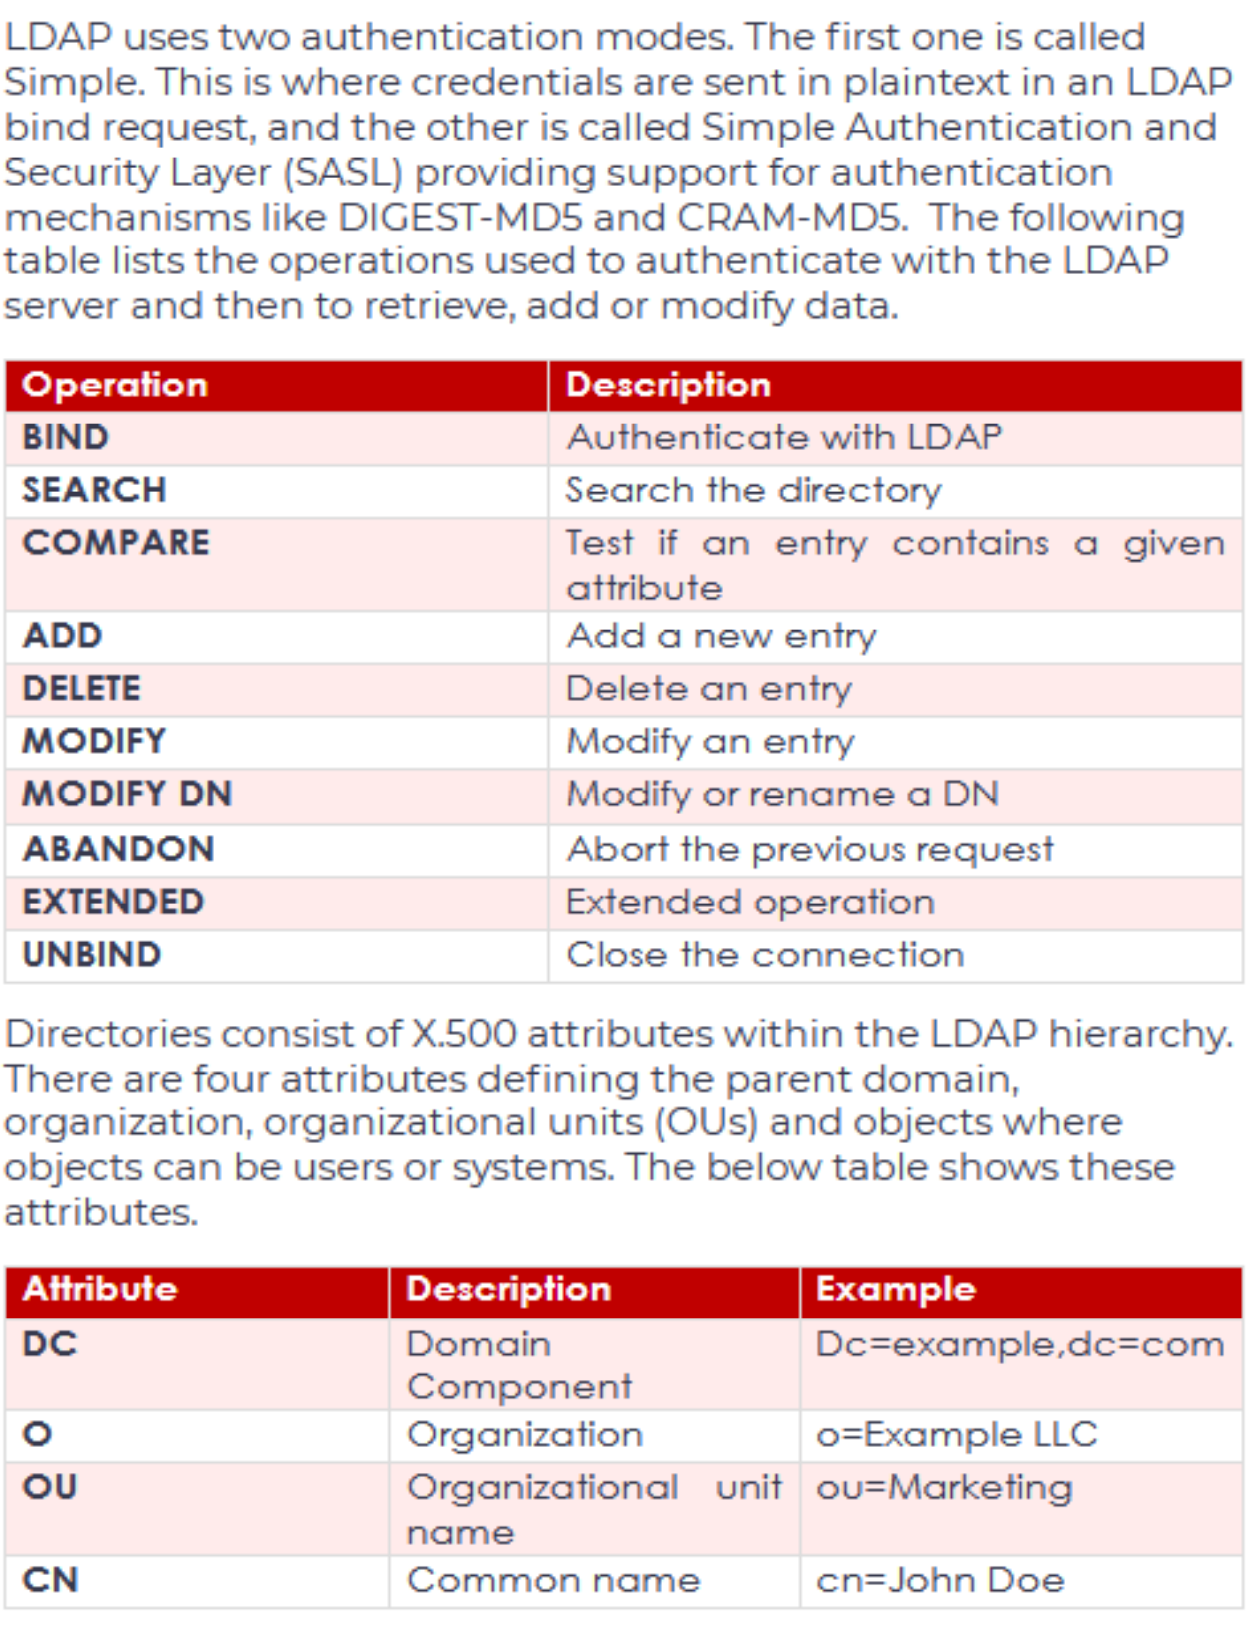 LDAP uses two authentication modes. The first one is called
Simple. This is where credentials are sent in plaintext in an LDAP
bind request, and the other is called Simple Authentication and
Security Layer (SASL) providing support for authentication
mechanisms like DIGEST-MD5 and CRAM-MD5.  The following
table lists the operations used to authenticate with the LDAP
server and then to retrieve, add or modify data.
Operation Description
BIND Authenticate with LDAP
SEARCH Search the directory
COMPARE Test if an entry contains a given
attribute
ADD Add a new entry
DELETE Delete an entry
MODIFY Modify an entry
MODIFY DN Modify or rename a DN
ABANDON Abort the previous request
EXTENDED Extended operation
UNBIND Close the connection
Directories consist of X.500 attributes within the LDAP hierarchy.
There are four attributes defining the parent domain,
organization, organizational units (OUs) and objects where
objects can be users or systems. The below table shows these
attributes.
Attribute Description Example
DC Domain Dc=example,dc=com
Component
O Organization o=Example LLC
OU Organizational unit ou=Marketing
name
CN Common name cn=John Doe